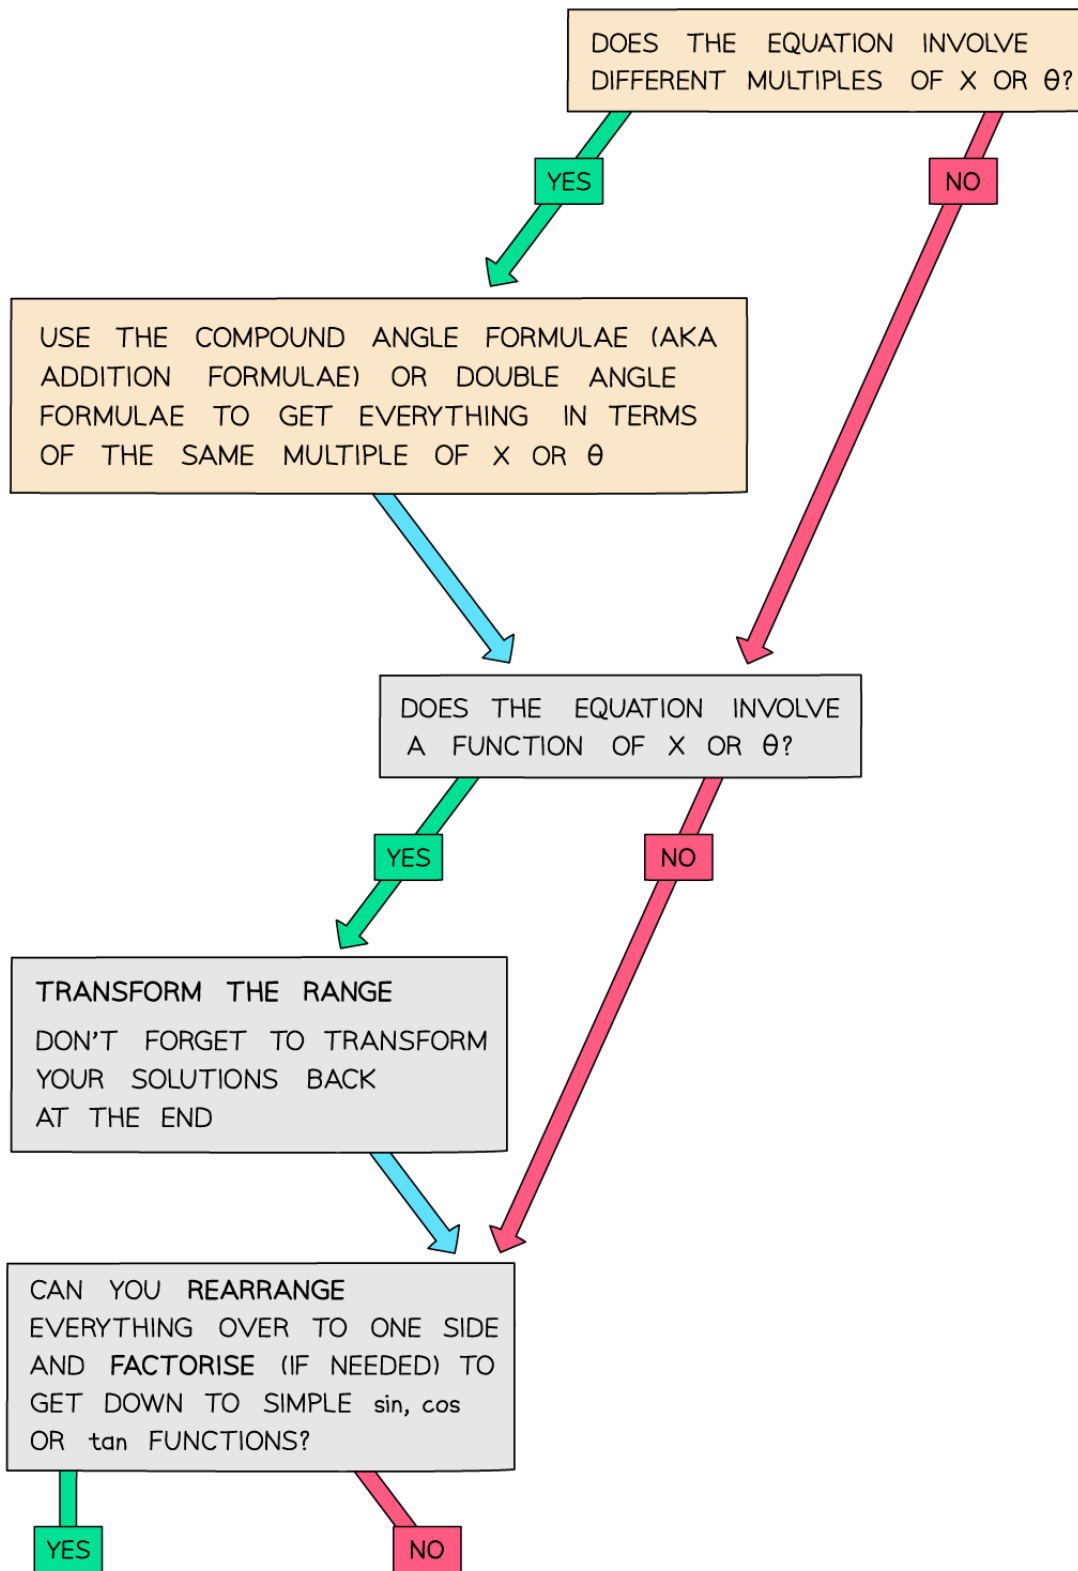 DOES THE EQUATION INVOLVE
DIFFERENT MULTIPLES OF X OR θ?
YES
NO
USE THE COMPOUND ANGLE FORMULAE (AKA
ADDITION FORMULAE) OR DOUBLE ANGLE
FORMULAE TO GET EVERYTHING IN TERMS
OF THE SAME MULTIPLE OF X OR θ
DOES THE EQUATION INVOLVE
A FUNCTION OF X OR θ?
YES
NO
TRANSFORM THE RANGE
DON'T FORGET TO TRANSFORM
YOUR SOLUTIONS BACK
AT THE END
CAN YOU REARRANGE
EVERYTHING OVER TO ONE SIDE
AND FACTORISE (IF NEEDED) TO
GET DOWN TO SIMPLE sin, cos
OR tan FUNCTIONS?
YES
NO